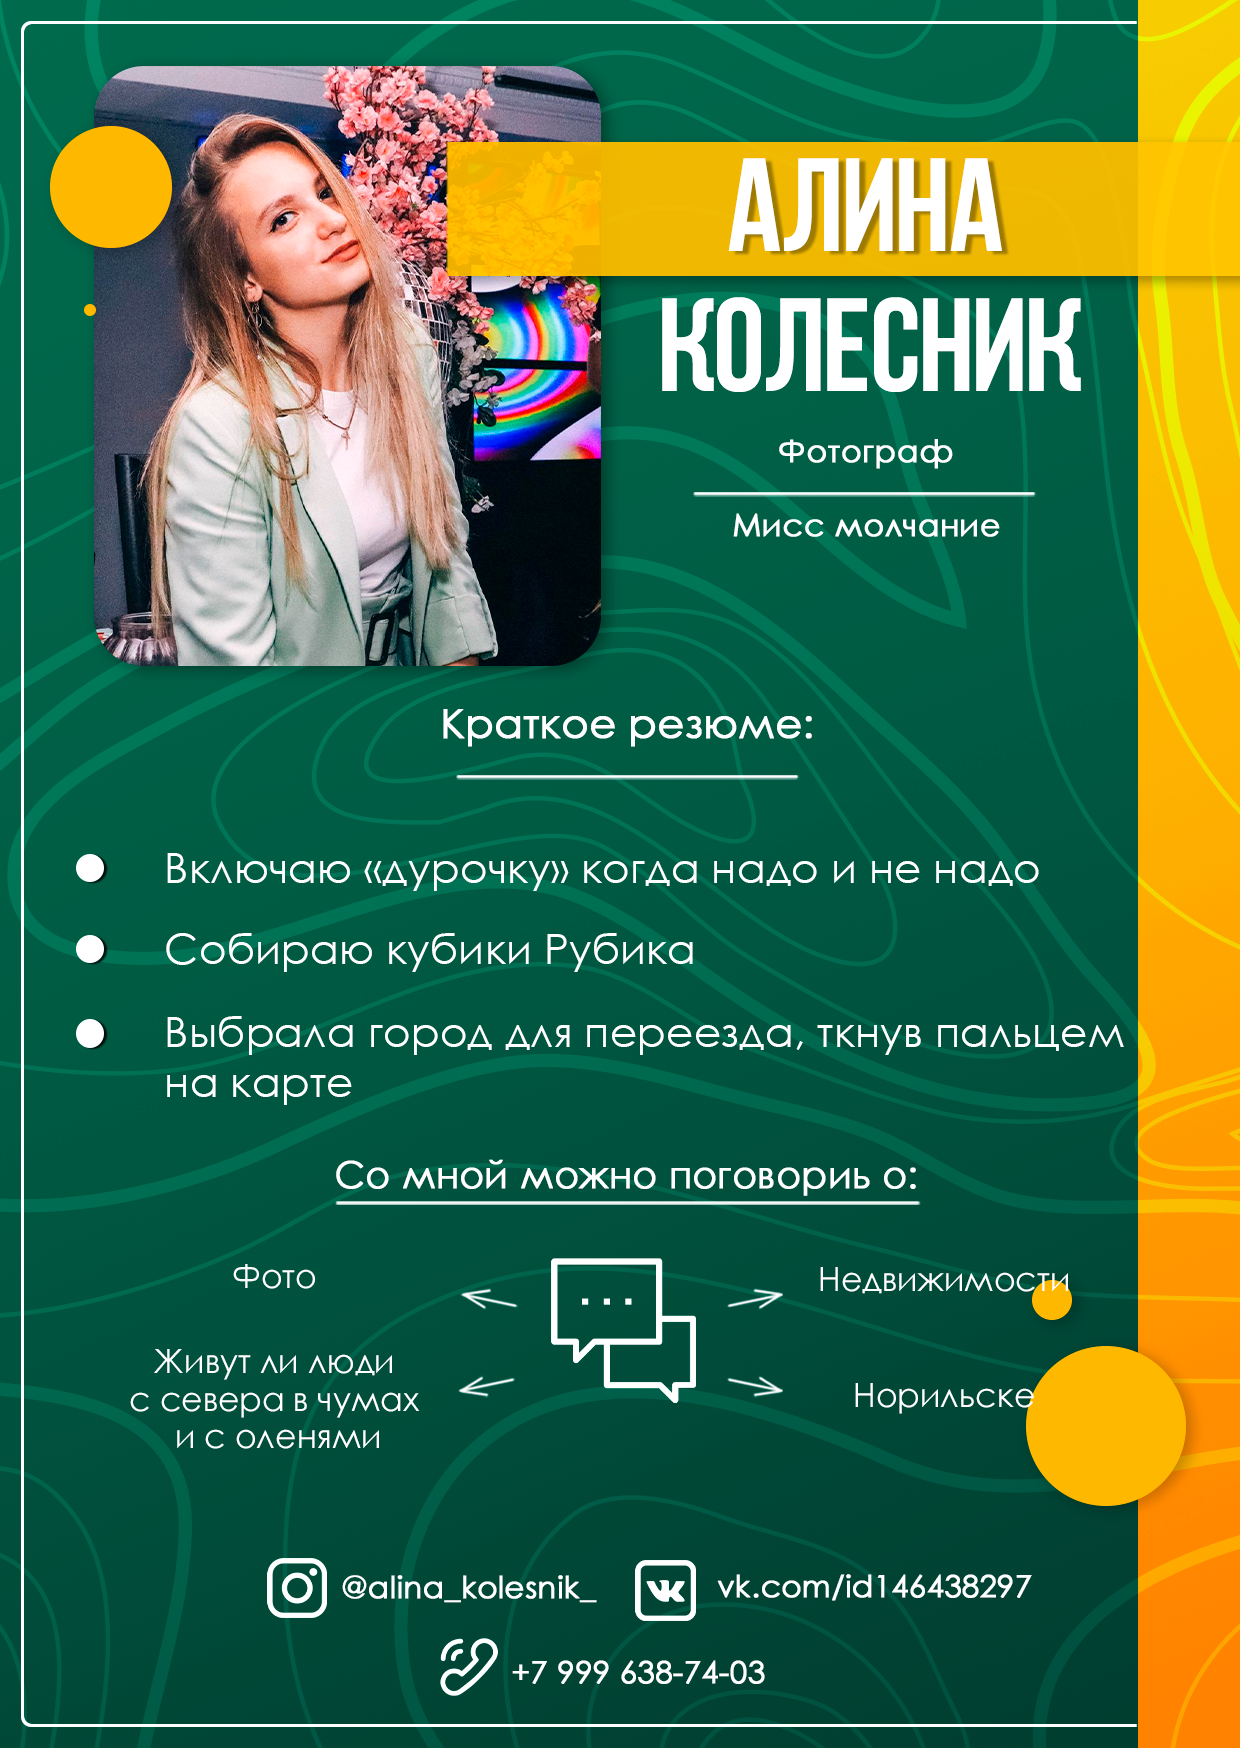 АЛИНА
КОЛЕСНИК
Фотограф
Мисс молчание
Краткое резюме:
Включаю «дурочку» когда надо и не надо
Собираю кубики Рубика
Выбрала город для переезда, ткнув пальцем
на карте
Со мной можно поговориь о:
Фото
Недвижимости
Живут ли люди
с севера в чумах
и с оленями
Норильске
@alina_kolesnik_
vk.com/id146438297
+7 999 638-74-03